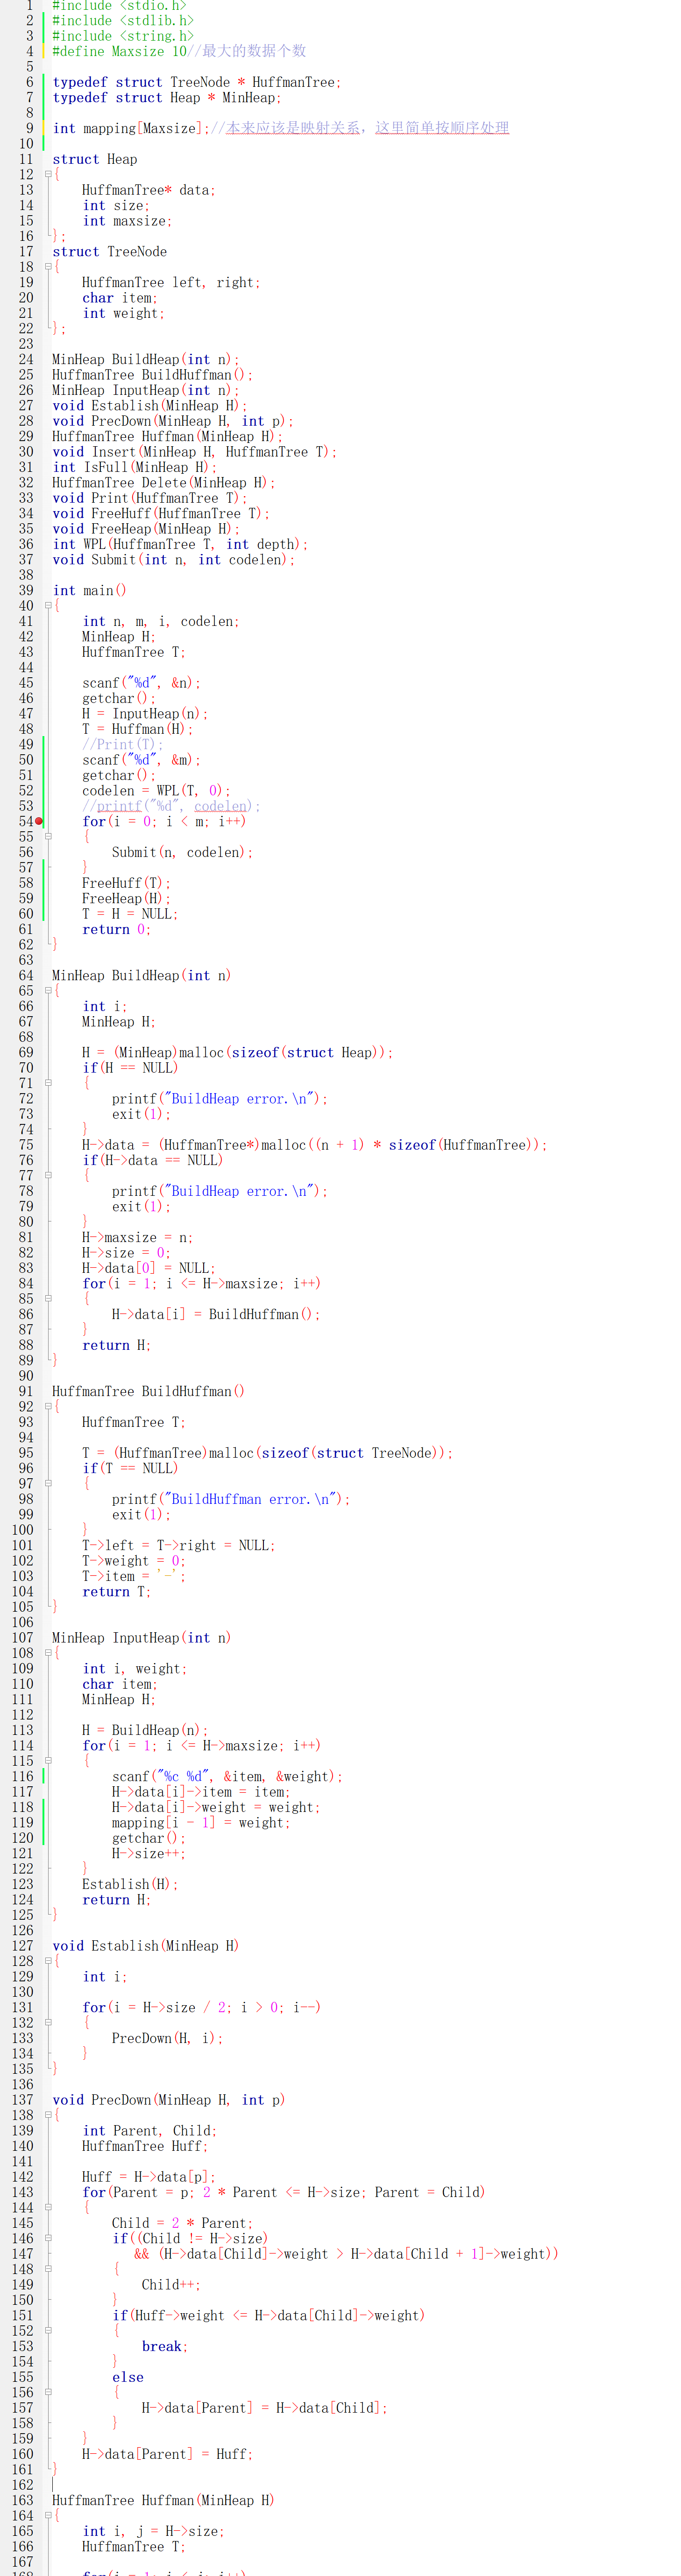 1 #include <stdio.h>
2 #include <stdlib.h>
3 #include <string.h>
4 #define Maxsize 10//最大的数据个数
5
6 typedef struct TreeNode * HuffmanTree;
7 typedef struct Heap * MinHeap;
8
9 int mapping[Maxsize];//本来应该是映射关系，这里简单按顺序处理
10
11 struct Heap
12 {
13     HuffmanTree* data;
14     int size;
15     int maxsize;
16 };
17 struct TreeNode
18 {
19     HuffmanTree left, right;
20     char item;
21     int weight;
22 };
23
24 MinHeap BuildHeap(int n);
25 HuffmanTree BuildHuffman();
26 MinHeap InputHeap(int n);
27 void Establish(MinHeap H);
28 void PrecDown(MinHeap H, int p);
29 HuffmanTree Huffman(MinHeap H);
30 void Insert(MinHeap H, HuffmanTree T);
31 int IsFull(MinHeap H);
32 HuffmanTree Delete(MinHeap H);
33 void Print(HuffmanTree T);
34 void FreeHuff(HuffmanTree T);
35 void FreeHeap(MinHeap H);
36 int WPL(HuffmanTree T, int depth);
37 void Submit(int n, int codelen);
38
39 int main()
40 {
41     int n, m, i, codelen;
42     MinHeap H;
43     HuffmanTree T;
44
45     scanf("%d", &n);
46     getchar();
47     H = InputHeap(n);
48     T = Huffman(H);
49     //Print(T);
50     scanf("%d", &m);
51     getchar();
52     codelen = WPL(T, 0);
53     //printf("%d", codelen);
54     for(i = 0; i < m; i++)
55     {
56         Submit(n, codelen);
57     }
58     FreeHuff(T);
59     FreeHeap(H);
60     T = H = NULL;
61     return 0;
62 }
63
64 MinHeap BuildHeap(int n)
65 {
66     int i;
67     MinHeap H;
68
69     H = (MinHeap)malloc(sizeof(struct Heap));
70     if(H == NULL)
71     {
72         printf("BuildHeap error.\n");
73         exit(1);
74     }
75     H->data = (HuffmanTree*)malloc((n + 1) * sizeof(HuffmanTree));
76     if(H->data == NULL)
77     {
78         printf("BuildHeap error.\n");
79         exit(1);
80     }
81     H->maxsize = n;
82     H->size = 0;
83     H->data[0] = NULL;
84     for(i = 1; i <= H->maxsize; i++)
85     {
86         H->data[i] = BuildHuffman();
87     }
88     return H;
89 }
90
91 HuffmanTree BuildHuffman()
92 {
93     HuffmanTree T;
94
95     T = (HuffmanTree)malloc(sizeof(struct TreeNode));
96     if(T == NULL)
97     {
98         printf("BuildHuffman error.\n");
99         exit(1);
100     }
101     T->left = T->right = NULL;
102     T->weight = 0;
103     T->item = '-';
104     return T;
105 }
106
107 MinHeap InputHeap(int n)
108 {
109     int i, weight;
110     char item;
111     MinHeap H;
112
113     H = BuildHeap(n);
114     for(i = 1; i <= H->maxsize; i++)
115     {
116         scanf("%c %d", &item, &weight);
117         H->data[i]->item = item;
118         H->data[i]->weight = weight;
119         mapping[i - 1] = weight;
120         getchar();
121         H->size++;
122     }
123     Establish(H);
124     return H;
125 }
126
127 void Establish(MinHeap H)
128 {
129     int i;
130
131     for(i = H->size / 2; i > 0; i--)
132     {
133         PrecDown(H, i);
134     }
135 }
136
137 void PrecDown(MinHeap H, int p)
138 {
139     int Parent, Child;
140     HuffmanTree Huff;
141
142     Huff = H->data[p];
143     for(Parent = p; 2 * Parent <= H->size; Parent = Child)
144     {
145         Child = 2 * Parent;
146         if((Child != H->size)
147            && (H->data[Child]->weight > H->data[Child + 1]->weight))
148         {
149             Child++;
150         }
151         if(Huff->weight <= H->data[Child]->weight)
152         {
153             break;
154         }
155         else
156         {
157             H->data[Parent] = H->data[Child];
158         }
159     }
160     H->data[Parent] = Huff;
161 }
162
163 HuffmanTree Huffman(MinHeap H)
164 {
165     int i, j = H->size;
166     HuffmanTree T;
167